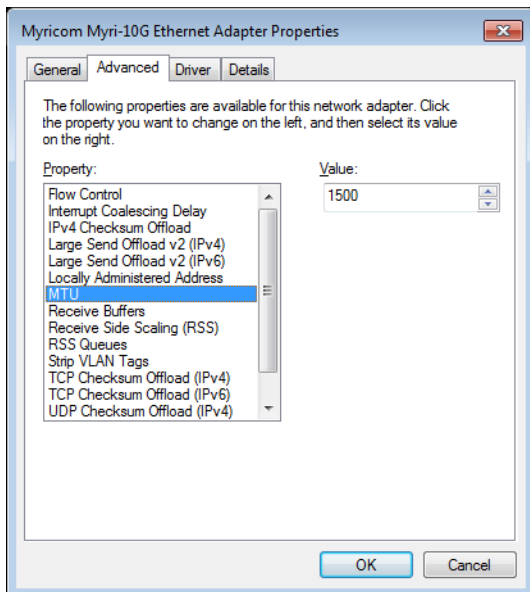 Myricom Myri-10G Ethernet Adapter Properties
General Advanced Driver Details
The following properties are available for this network adapter. Click
the property you want to change on the left, and then select its value
on the right.
Property: Value:
Flow Control 1500
Interrupt Coalescing Delay
IPv4 Checksum Offload
Large Send Offload v2 (IPv4)
Large Send Offload v2 (IPv6)
Locally Administered Address
MTU
Receive Buffers
Receive Side Scaling (RSS)
RSS Queues
Strip VLAN Tags
TCP Checksum Offload (IPv4)
TCP Checksum Offload (IPv6)
UDP Checksum Offload (IPv4)
OK Cancel